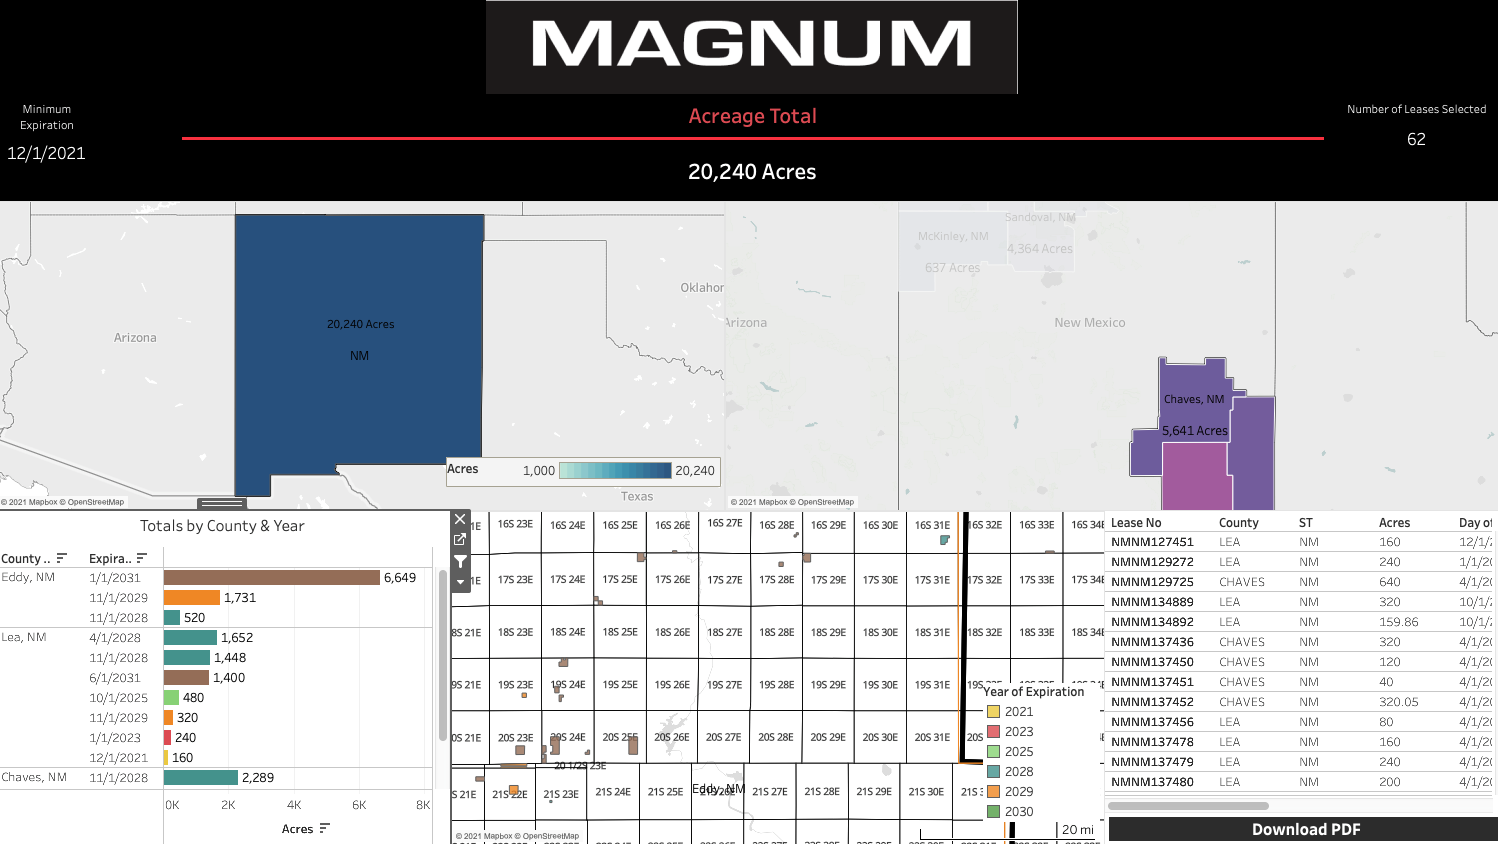 MAGNUM
Minimum
Expiration
12/1/2021
Acreage Total
20,240 Acres
Number of Leases Selected
62
Arizona
20,240 Acres
NM
Oklahor
Texas
Acres 1,000 20,240
© 2021 Mapbox © OpenStreetMap
Sandoval, NM
4,364 Acres
McKinley, NM
637 Acres
Arizona
New Mexico
Chaves, NM
5,641 Acres
© 2021 Mapbox © OpenStreetMap
Totals by County & Year
County .. Expira..
Eddy, NM 1/1/2031 6,649
11/1/2029 1,731
11/1/2028 520
Lea, NM 4/1/2028 1,652
11/1/2028 1,448
6/1/2031 1,400
10/1/2025 480
11/1/2029 320
1/1/2023 240
12/1/2021 160
Chaves, NM 11/1/2028 2,289
0K 2K 4K 6K 8K
Acres
1E 16S 23E 16S 24E 16S 25E 16S 26E 16S 27E 16S 28E 16S 29E 16S 30E 16S 31E 16S 32E 16S 33E 16S 34E
1E 17S 23E 17S 24E 17S 25E 17S 26E 17S 27E 17S 28E 17S 29E 17S 30E 17S 31E 17S 32E 17S 33E 17S 34E
8S 21E 18S 23E 18S 24E 18S 25E 18S 26E 18S 27E 18S 28E 18S 29E 18S 30E 18S 31E 18S 32E 18S 33E 18S 34E
9S 21E 19S 23E 19S 24E 19S 25E 19S 26E 19S 27E 19S 28E 19S 29E 19S 30E 19S 31E
0S 21E 20S 23E 20S 24E 20S 25E 20S 26E 20S 27E 20S 28E 20S 29E 20S 30E 20S 31E 20S
20 1/2S 23E
S 21E 21S 22E 21S 23E 21S 24E 21S 25E 21S 26E 21S 27E 21S 28E 21S 29E 21S 30E 21S
Eddy, NM
Year of Expiration
2021
2023
2025
2028
2029
2030
20 mi
© 2021 Mapbox © OpenStreetMap
Lease No County ST Acres Day of
NMNM127451 LEA NM 160 12/1/2
NMNM129272 LEA NM 240 1/1/20
NMNM129725 CHAVES NM 640 4/1/20
NMNM134889 LEA NM 320 10/1/2
NMNM134892 LEA NM 159.86 10/1/2
NMNM137436 CHAVES NM 320 4/1/20
NMNM137450 CHAVES NM 120 4/1/20
NMNM137451 CHAVES NM 40 4/1/20
NMNM137452 CHAVES NM 320.05 4/1/20
NMNM137456 LEA NM 80 4/1/20
NMNM137478 LEA NM 160 4/1/20
NMNM137479 LEA NM 240 4/1/20
NMNM137480 LEA NM 200 4/1/20
Download PDF